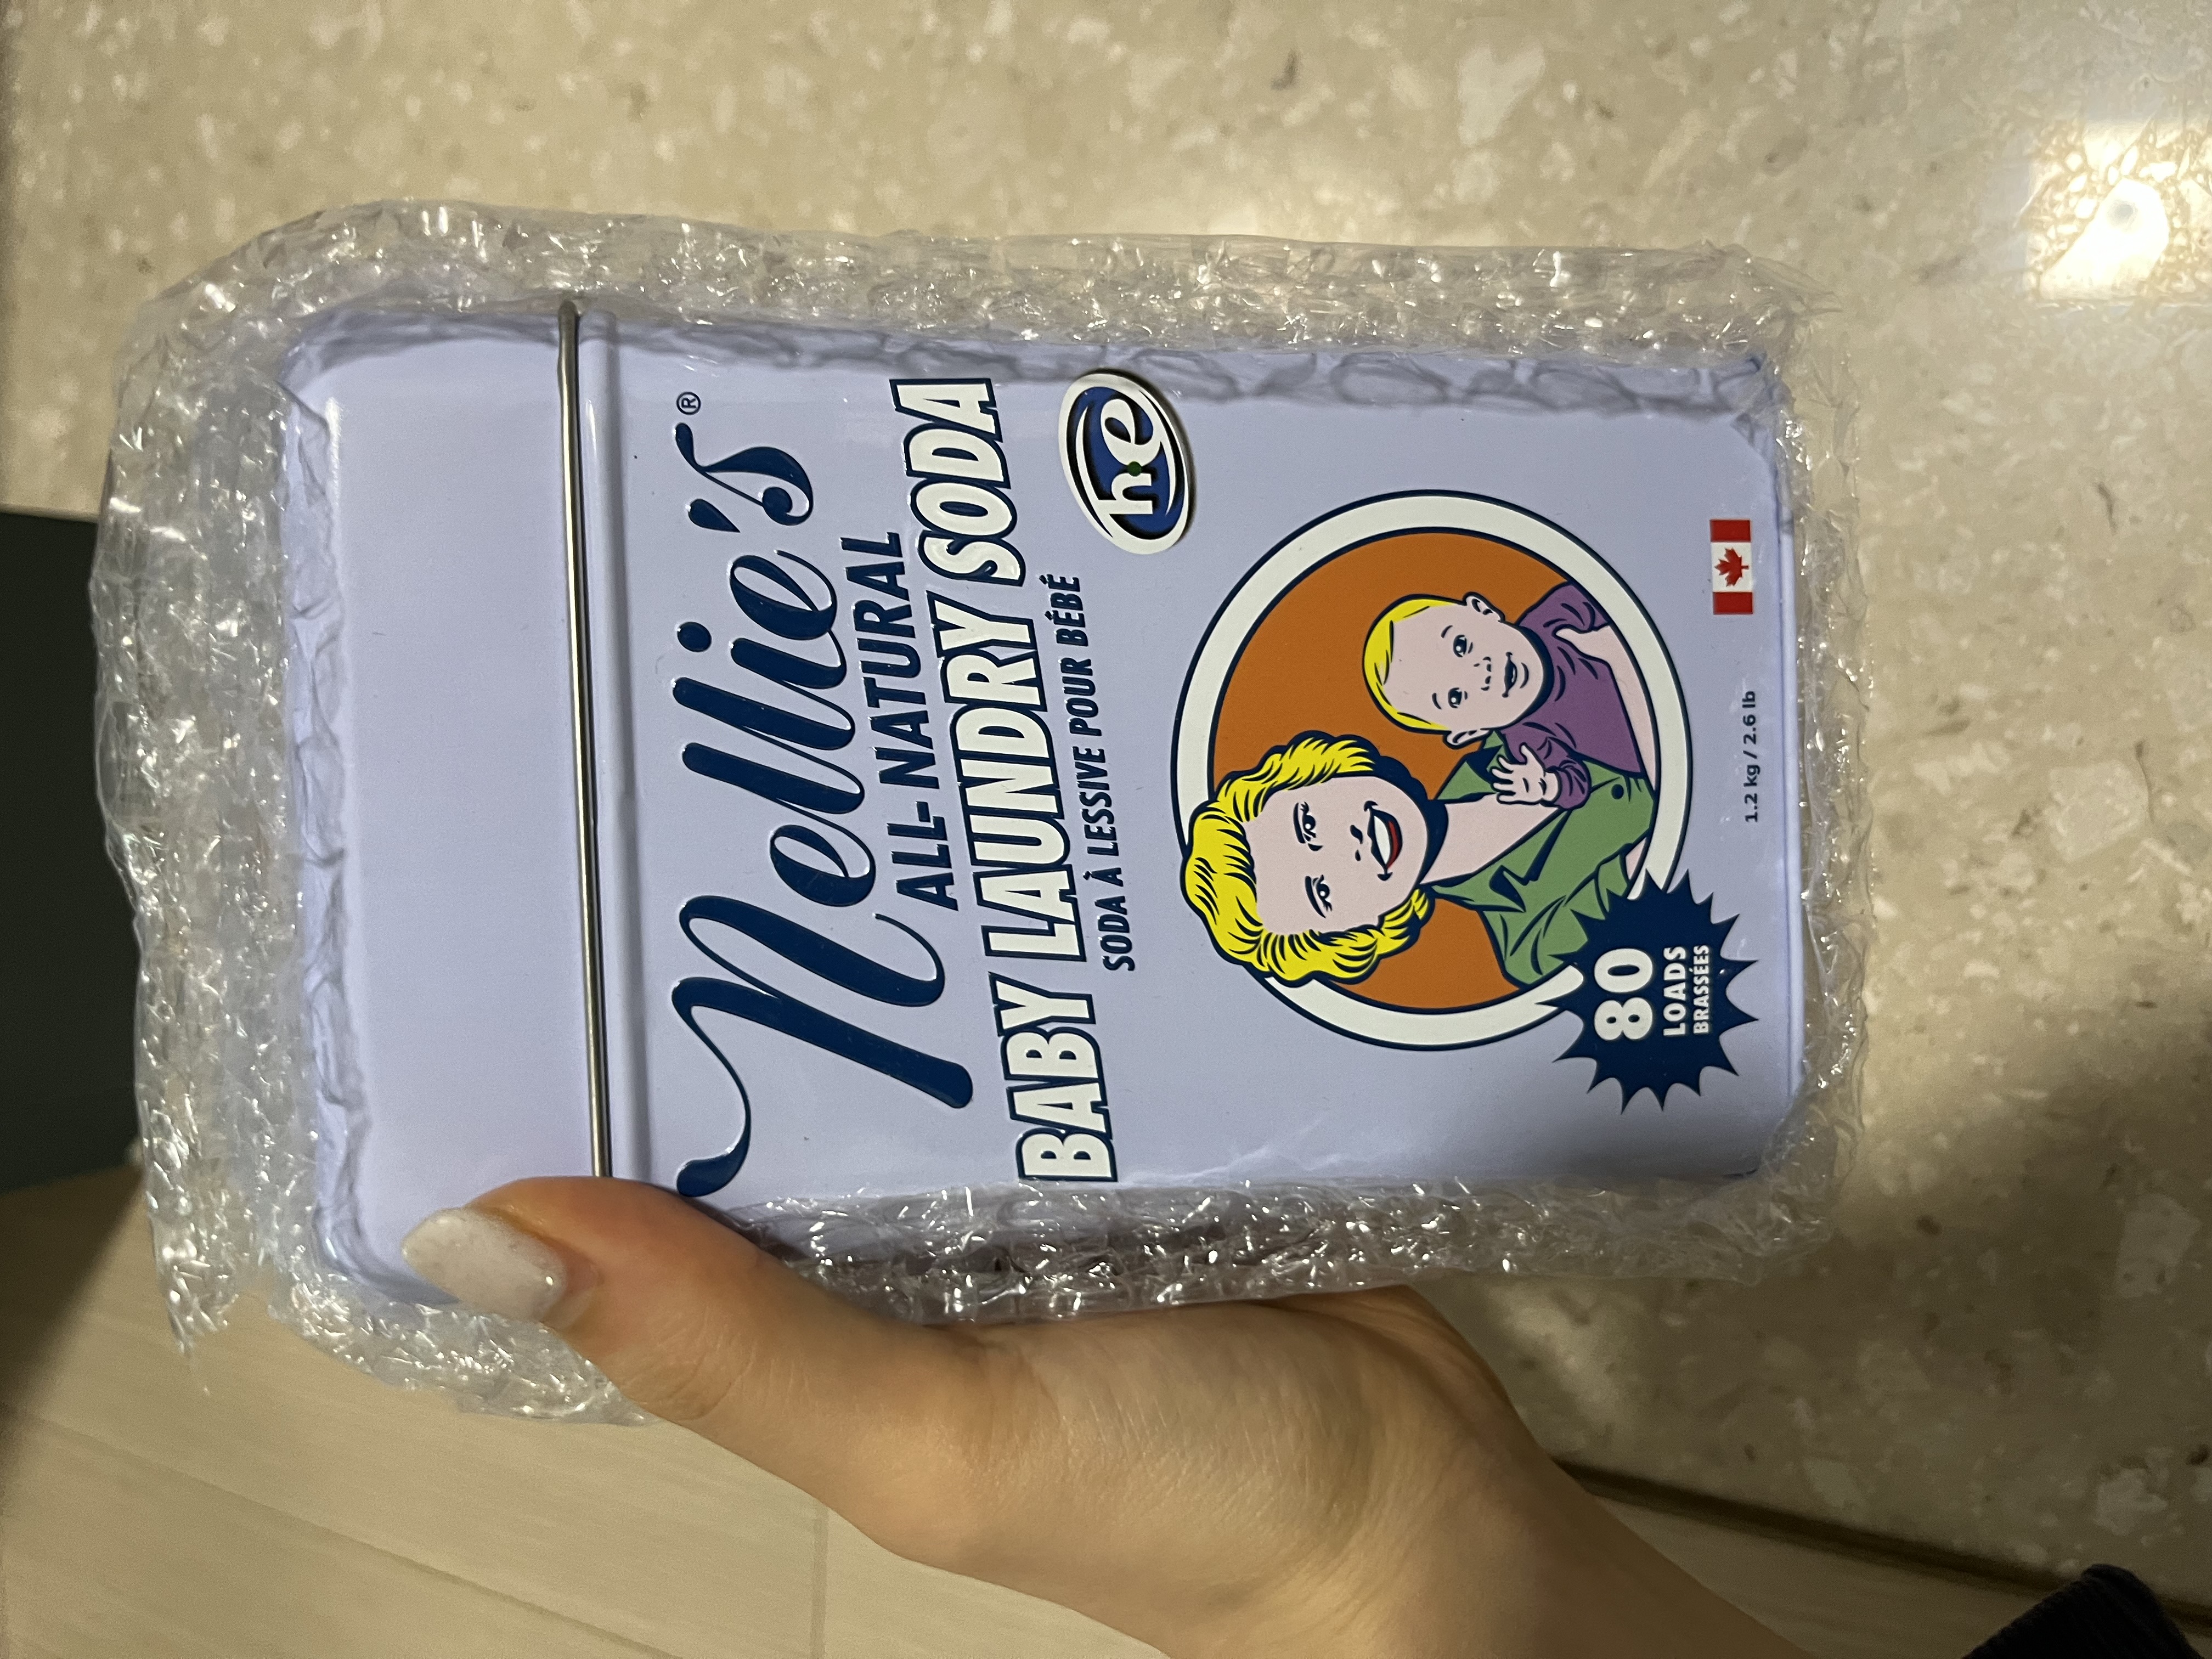 Nellie's®
ALL-NATURAL
BABY LAUNDRY SODA
SODA À LESSIVE POUR BÉBÉ
he
80
LOADS
BRASSÉES
1.2 kg / 2.6 lb